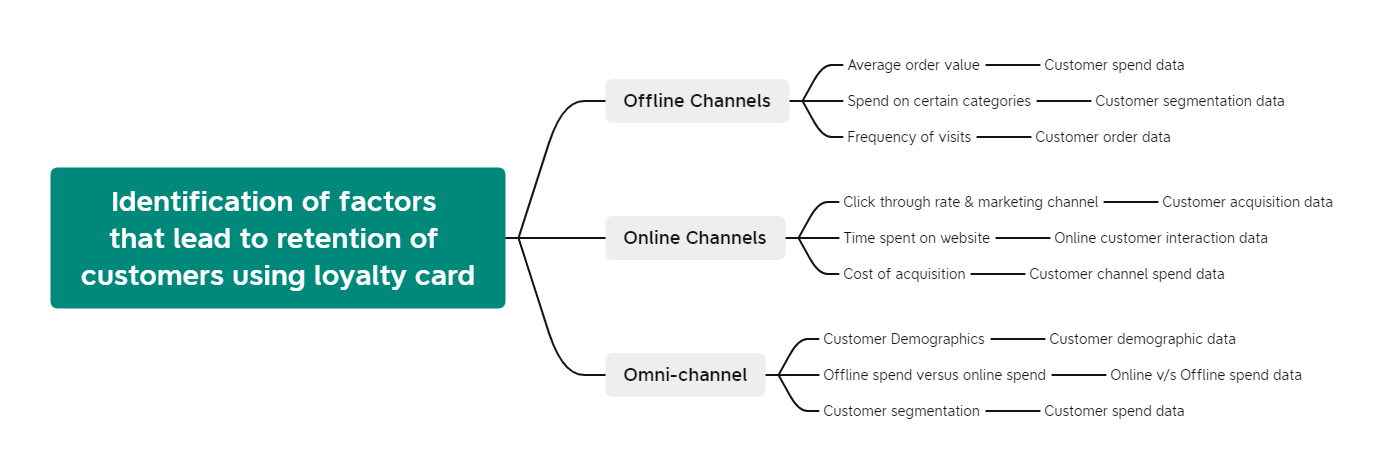 Identification of factors
that lead to retention of
customers using loyalty card
Offline Channels
Average order value
Customer spend data
Spend on certain categories
Customer segmentation data
Frequency of visits
Customer order data
Online Channels
Click through rate & marketing channel
Customer acquisition data
Time spent on website
Online customer interaction data
Cost of acquisition
Customer channel spend data
Omni-channel
Customer Demographics
Customer demographic data
Offline spend versus online spend
Online v/s Offline spend data
Customer segmentation
Customer spend data